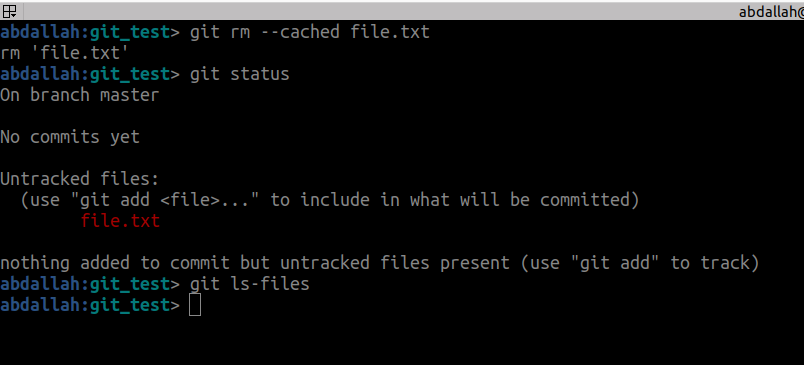 abdallah@
abdallah:git_test> git rm --cached file.txt
rm 'file.txt'
abdallah:git_test> git status
On branch master
No commits yet
Untracked files:
(use "git add <file>..." to include in what will be committed)
file.txt
nothing added to commit but untracked files present (use "git add" to track)
abdallah:git_test> git ls-files
abdallah:git_test>